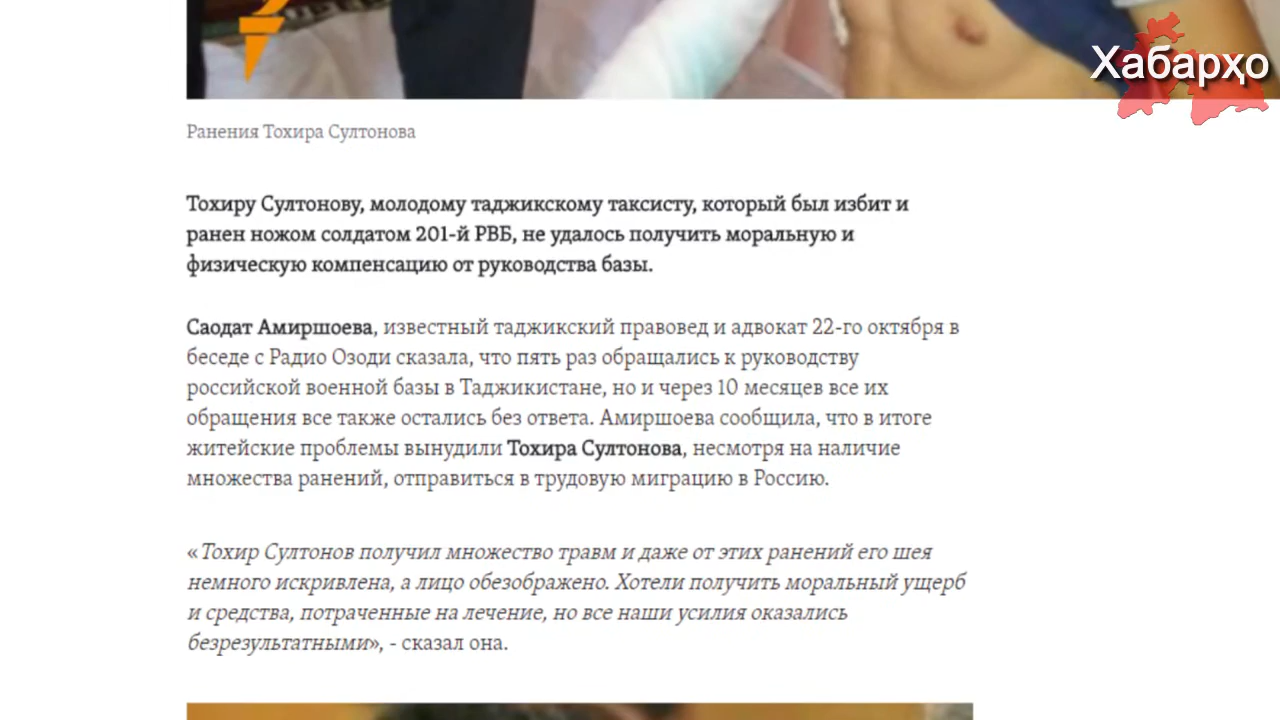 Хабарҳо
Ранения Тохира Султонова
Тохиру Султонову, молодому таджикскому таксисту, который был избит и
ранен ножом солдатом 201-й РВБ, не удалось получить моральную и
физическую компенсацию от руководства базы.
Саодат Амиршоева, известный таджикский правовед и адвокат 22-го октября в
беседе с Радио Озоди сказала, что пять раз обращались к руководству
российской военной базы в Таджикистане, но и через 10 месяцев все их
обращения все также остались без ответа. Амиршоева сообщила, что в итоге
житейские проблемы вынудили Тохира Султонова, несмотря на наличие
множества ранений, отправиться в трудовую миграцию в Россию.
«Тохир Султонов получил множество травм и даже от этих ранений его шея
немного искривлена, а лицо обезображено. Хотели получить моральный ущерб
и средства, потраченные на лечение, но все наши усилия оказались
безрезультатными», - сказал она.